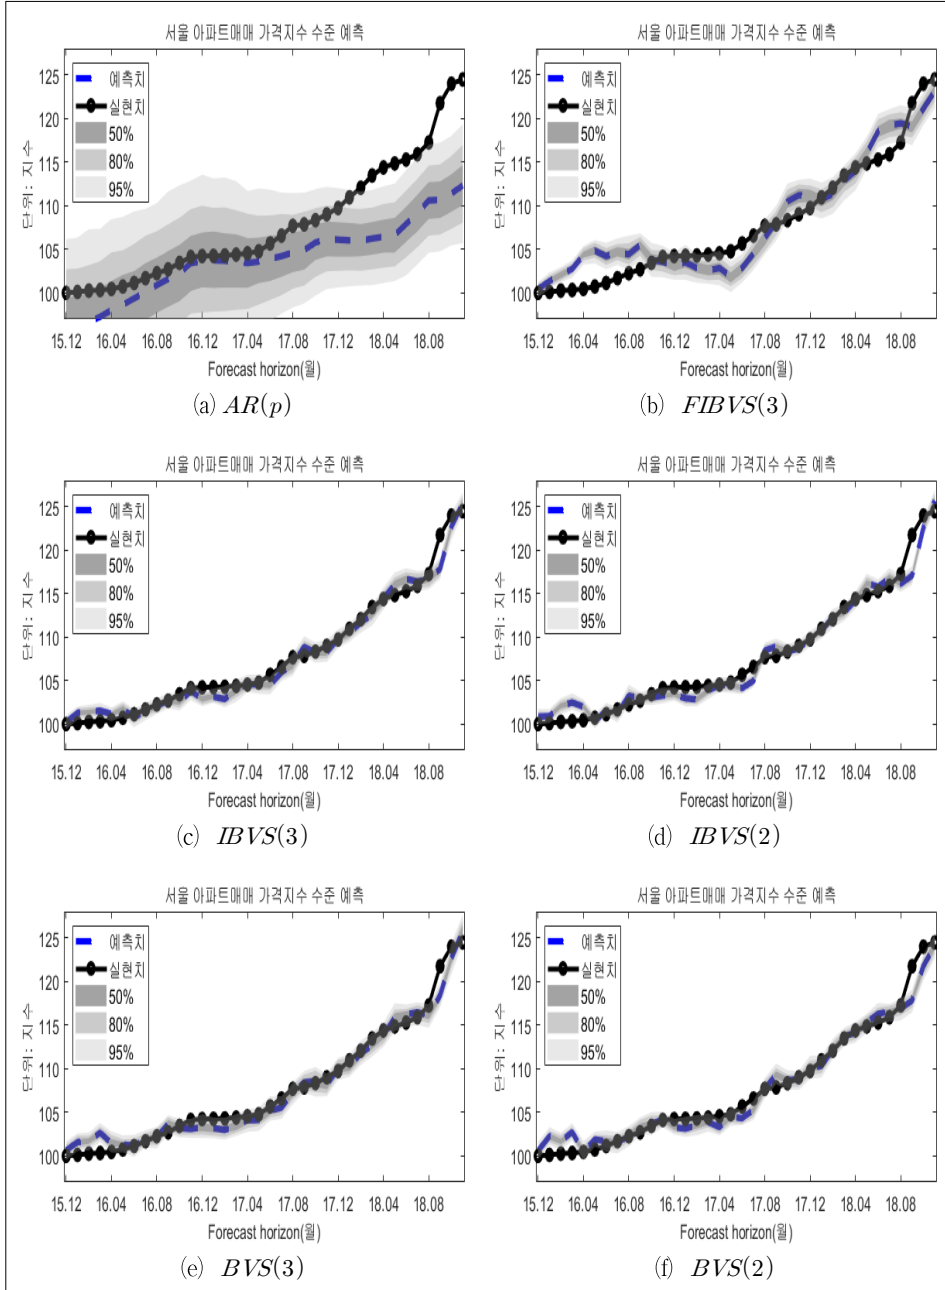 서울 아파트매매 가격지수 수준 예측
단위: 지수
125
120
115
110
105
100
예측치
실현치
50%
80%
95%
15.12 16.04 16.08 16.12 17.04 17.08 17.12 18.04 18.08
Forecast horizon(월)
(a) AR(p)
서울 아파트매매 가격지수 수준 예측
단위: 지수
125
120
115
110
105
100
예측치
실현치
50%
80%
95%
15.12 16.04 16.08 16.12 17.04 17.08 17.12 18.04 18.08
Forecast horizon(월)
(b) FIBVS(3)
서울 아파트매매 가격지수 수준 예측
단위: 지수
125
120
115
110
105
100
예측치
실현치
50%
80%
95%
15.12 16.04 16.08 16.12 17.04 17.08 17.12 18.04 18.08
Forecast horizon(월)
(c) IBVS(3)
서울 아파트매매 가격지수 수준 예측
단위: 지수
125
120
115
110
105
100
예측치
실현치
50%
80%
95%
15.12 16.04 16.08 16.12 17.04 17.08 17.12 18.04 18.08
Forecast horizon(월)
(d) IBVS(2)
서울 아파트매매 가격지수 수준 예측
단위: 지수
125
120
115
110
105
100
예측치
실현치
50%
80%
95%
15.12 16.04 16.08 16.12 17.04 17.08 17.12 18.04 18.08
Forecast horizon(월)
(e) BVS(3)
서울 아파트매매 가격지수 수준 예측
단위: 지수
125
120
115
110
105
100
예측치
실현치
50%
80%
95%
15.12 16.04 16.08 16.12 17.04 17.08 17.12 18.04 18.08
Forecast horizon(월)
(f) BVS(2)